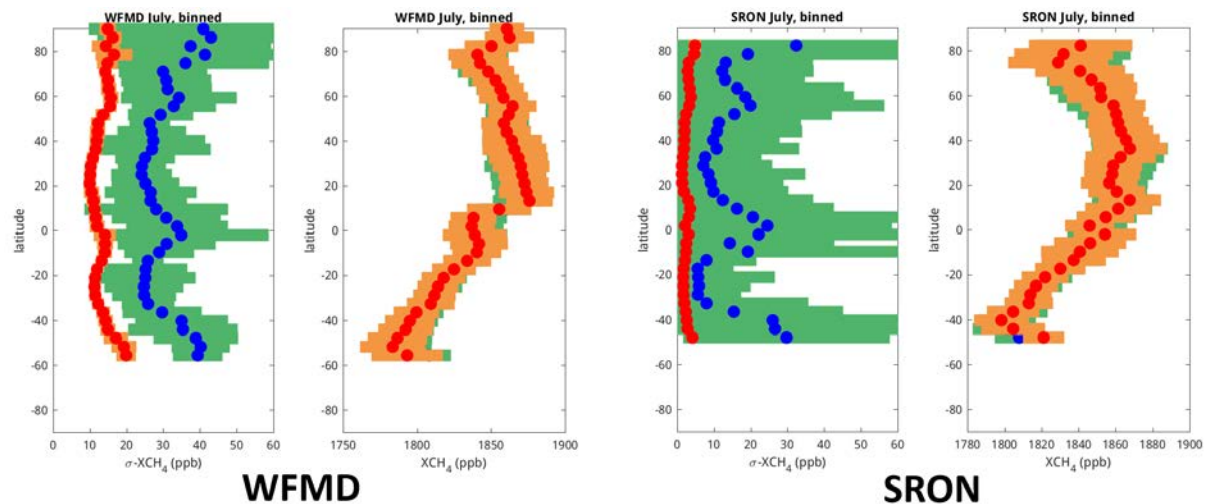 WFMD July, binned
WFMD July, binned
SRON July, binned
SRON July, binned
80
60
40
20
0
-20
-40
-60
-80
latitude
0 10 20 30 40 50 60
σ-XCH4 (ppb)
80
60
40
20
0
-20
-40
-60
-80
latitude
1750 1800 1850 1900
XCH4 (ppb)
80
60
40
20
0
-20
-40
-60
-80
latitude
0 10 20 30 40 50 60
σ-XCH4 (ppb)
80
60
40
20
0
-20
-40
-60
-80
latitude
1780 1800 1820 1840 1860 1880 1900
XCH4 (ppb)
WFMD
SRON